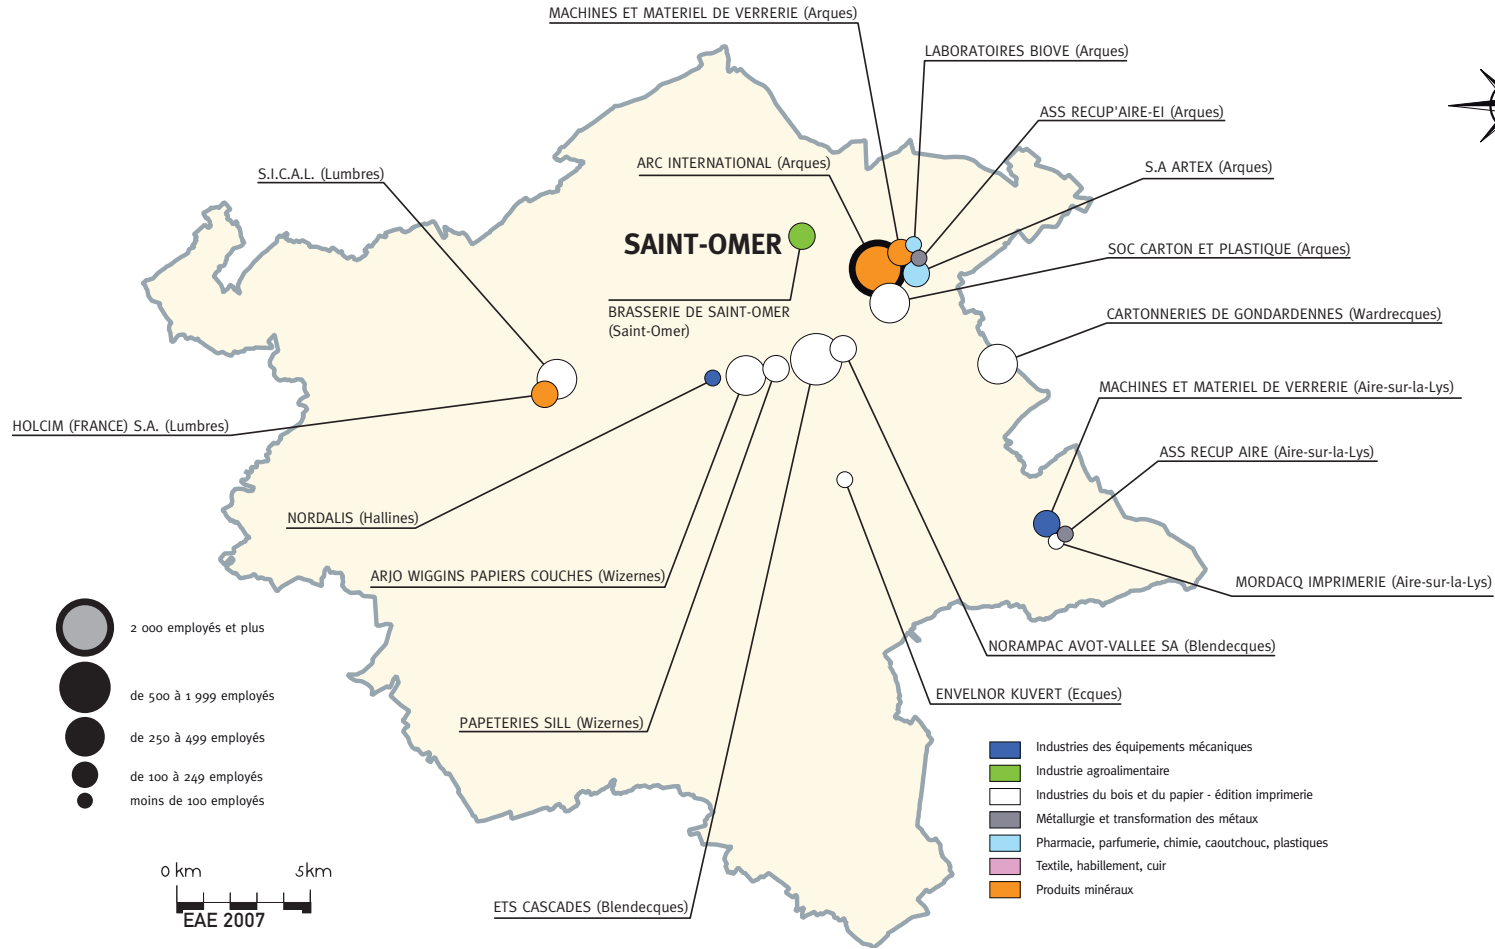 MACHINES ET MATERIEL DE VERRERIE (Arques)
LABORATOIRES BIOVE (Arques)
ASS RECUP'AIRE-EI (Arques)
ARC INTERNATIONAL (Arques)
S.A ARTEX (Arques)
S.I.C.A.L. (Lumbres)
SAINT-OMER
SOC CARTON ET PLASTIQUE (Arques)
BRASSERIE DE SAINT-OMER
(Saint-Omer)
CARTONNERIES DE GONDARDENNES (Wardrecques)
MACHINES ET MATERIEL DE VERRERIE (Aire-sur-la-Lys)
HOLCIM (FRANCE) S.A. (Lumbres)
ASS RECUP AIRE (Aire-sur-la-Lys)
NORDALIS (Hallines)
ARJO WIGGINS PAPIERS COUCHES (Wizernes)
MORDACQ IMPRIMERIE (Aire-sur-la-Lys)
NORAMPAC AVOT-VALLEE SA (Blendecques)
ENVELNOR KUVERT (Ecques)
PAPETERIES SILL (Wizernes)
ETS CASCADES (Blendecques)
2 000 employés et plus
de 500 à 1 999 employés
de 250 à 499 employés
de 100 à 249 employés
moins de 100 employés
Industries des équipements mécaniques
Industrie agroalimentaire
Industries du bois et du papier - édition imprimerie
Métallurgie et transformation des métaux
Pharmacie, parfumerie, chimie, caoutchouc, plastiques
Textile, habillement, cuir
Produits minéraux
0 km 5km
EAE 2007